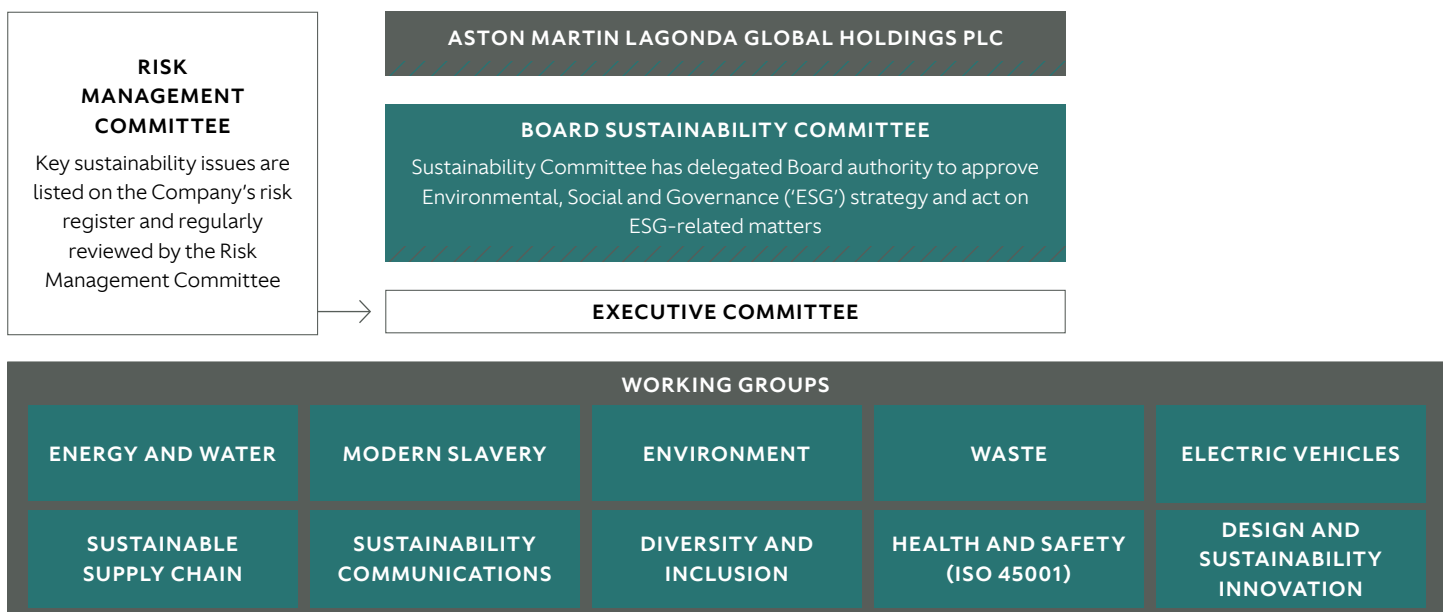 RISK
MANAGEMENT
COMMITTEE
Key sustainability issues are
listed on the Company’s risk
register and regularly
reviewed by the Risk
Management Committee
ASTON MARTIN LAGONDA GLOBAL HOLDINGS PLC
BOARD SUSTAINABILITY COMMITTEE
Sustainability Committee has delegated Board authority to approve
Environmental, Social and Governance (‘ESG’) strategy and act on
ESG-related matters
EXECUTIVE COMMITTEE
WORKING GROUPS
ENERGY AND WATER
MODERN SLAVERY
ENVIRONMENT
WASTE
ELECTRIC VEHICLES
SUSTAINABLE
SUPPLY CHAIN
SUSTAINABILITY
COMMUNICATIONS
DIVERSITY AND
INCLUSION
HEALTH AND SAFETY
(ISO 45001)
DESIGN AND
SUSTAINABILITY
INNOVATION